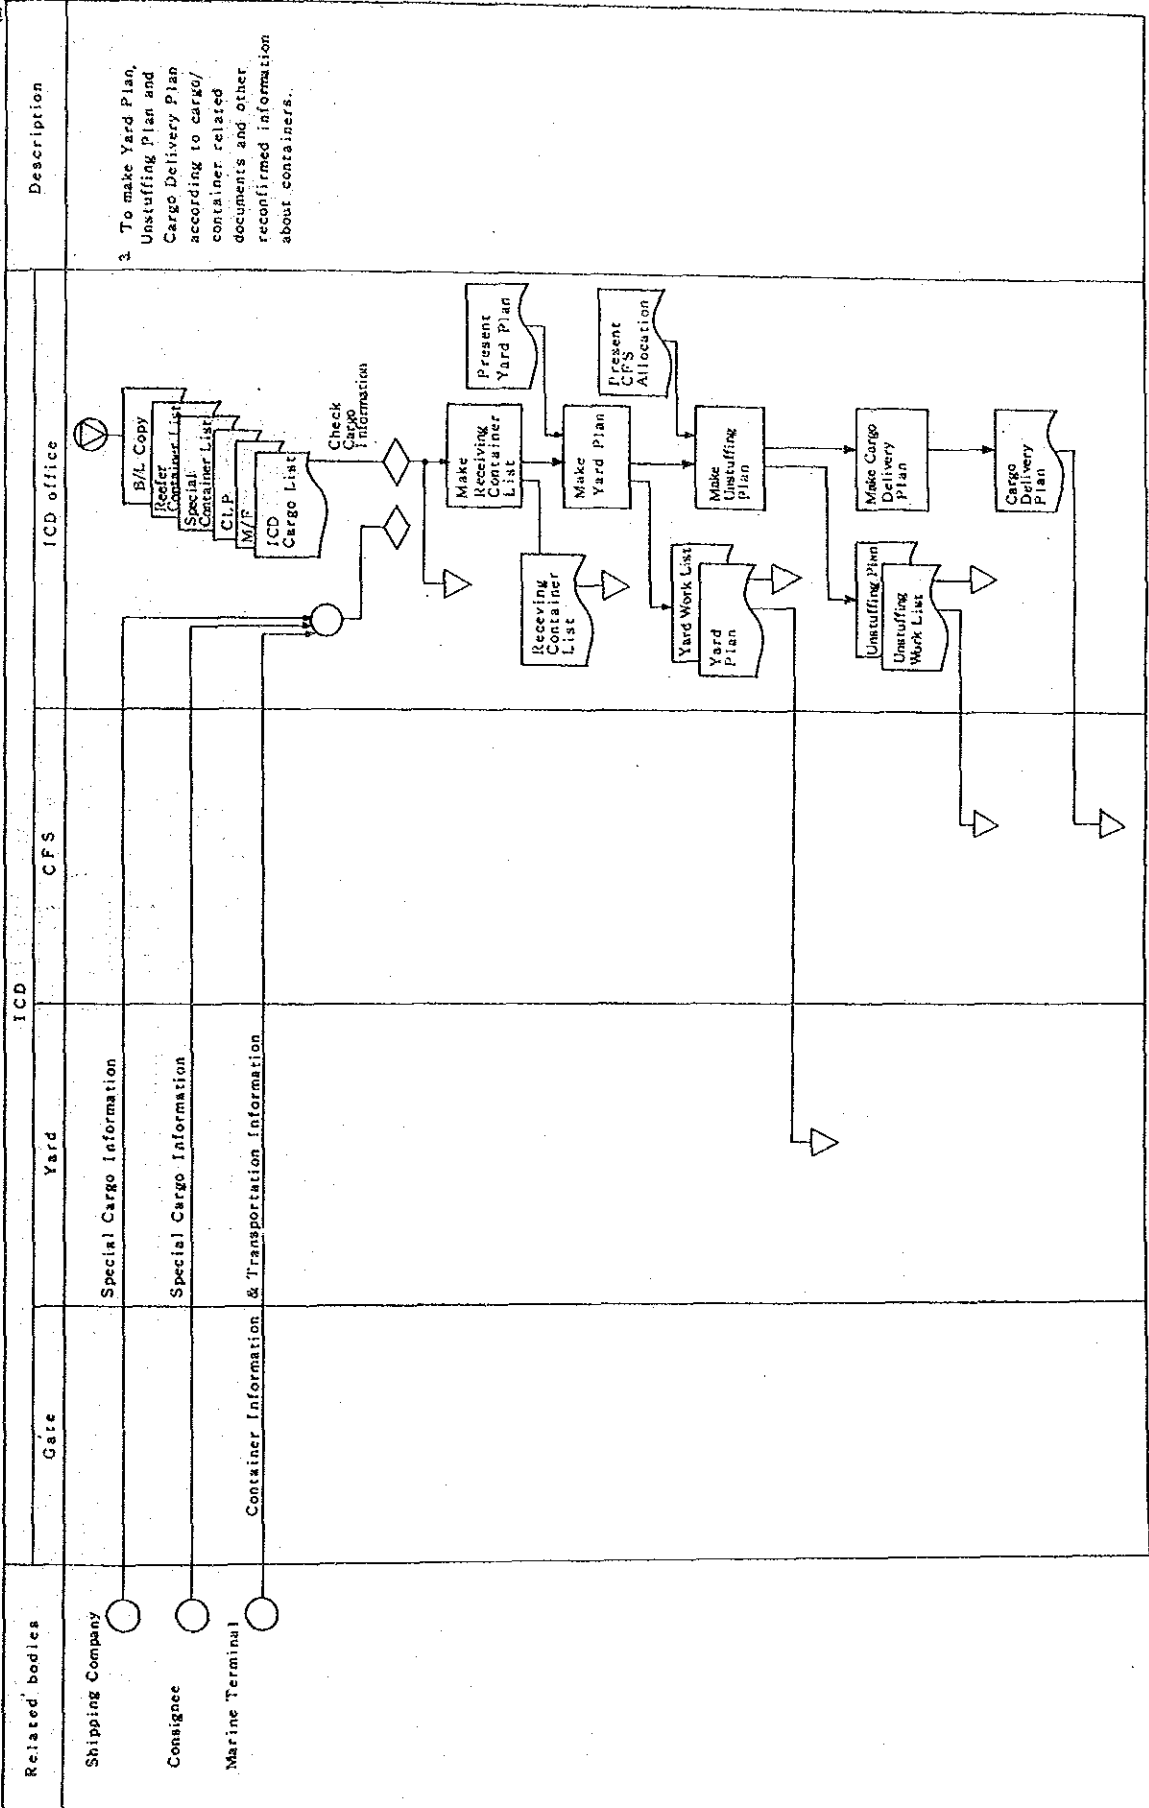 Related bodies
ICD
Description
Gate
Yard
CFS
ICD office
Shipping Company
Special Cargo Information
Consignee
Special Cargo Information
Marine Terminal
Container Information & Transportation Information
B/L Copy
Reefer
Container List
Special
Container List
CLP
M/F
ICD
Cargo List
Check
Cargo
Information
Make
Receiving
Container
List
Receving
Container
List
Present
Yard Plan
Make
Yard Plan
Yard Work List
Yard
Plan
Present
CFS
Allocation
Make
Unstuffing
Plan
Unstuffing Plan
Unstuffing
Work List
Make Cargo
Delivery
Plan
Cargo
Delivery
Plan
3. To make Yard Plan,
Unstuffing Plan and
Cargo Delivery Plan
according to cargo/
container related
documents and other
reconfirmed information
about containers.